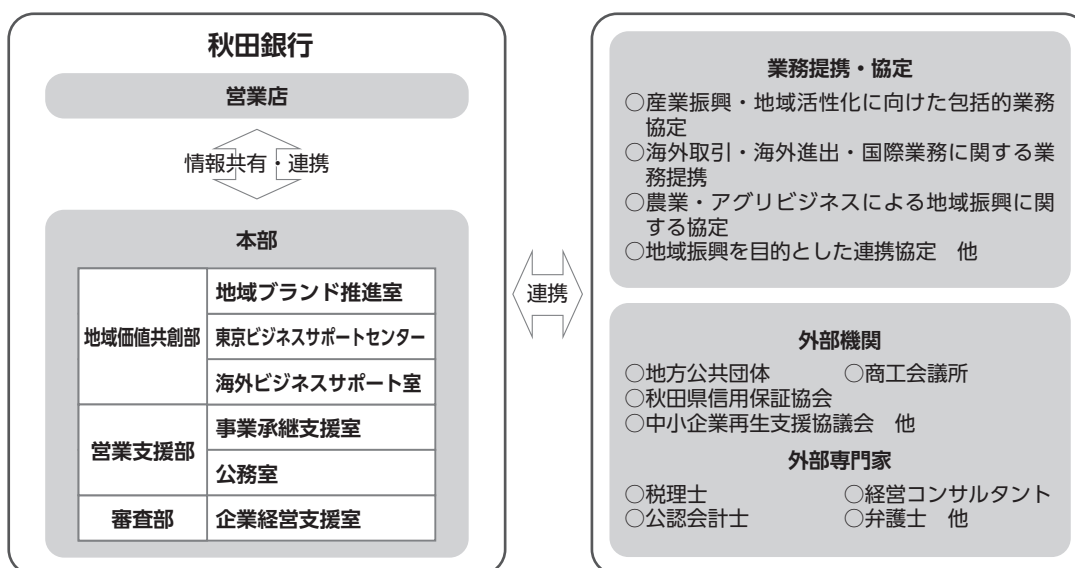 秋田銀行
営業店
情報共有・連携
本部
地域価値共創部
地域ブランド推進室
東京ビジネスサポートセンター
海外ビジネスサポート室
営業支援部
事業承継支援室
公務室
審査部
企業経営支援室
連携
業務提携・協定
○産業振興・地域活性化に向けた包括的業務
協定
○海外取引・海外進出・国際業務に関する業
務提携
○農業・アグリビジネスによる地域振興に関
する協定
○地域振興を目的とした連携協定　他
外部機関
○地方公共団体　○商工会議所
○秋田県信用保証協会
○中小企業再生支援協議会　他
外部専門家
○税理士　○経営コンサルタント
○公認会計士　○弁護士　他